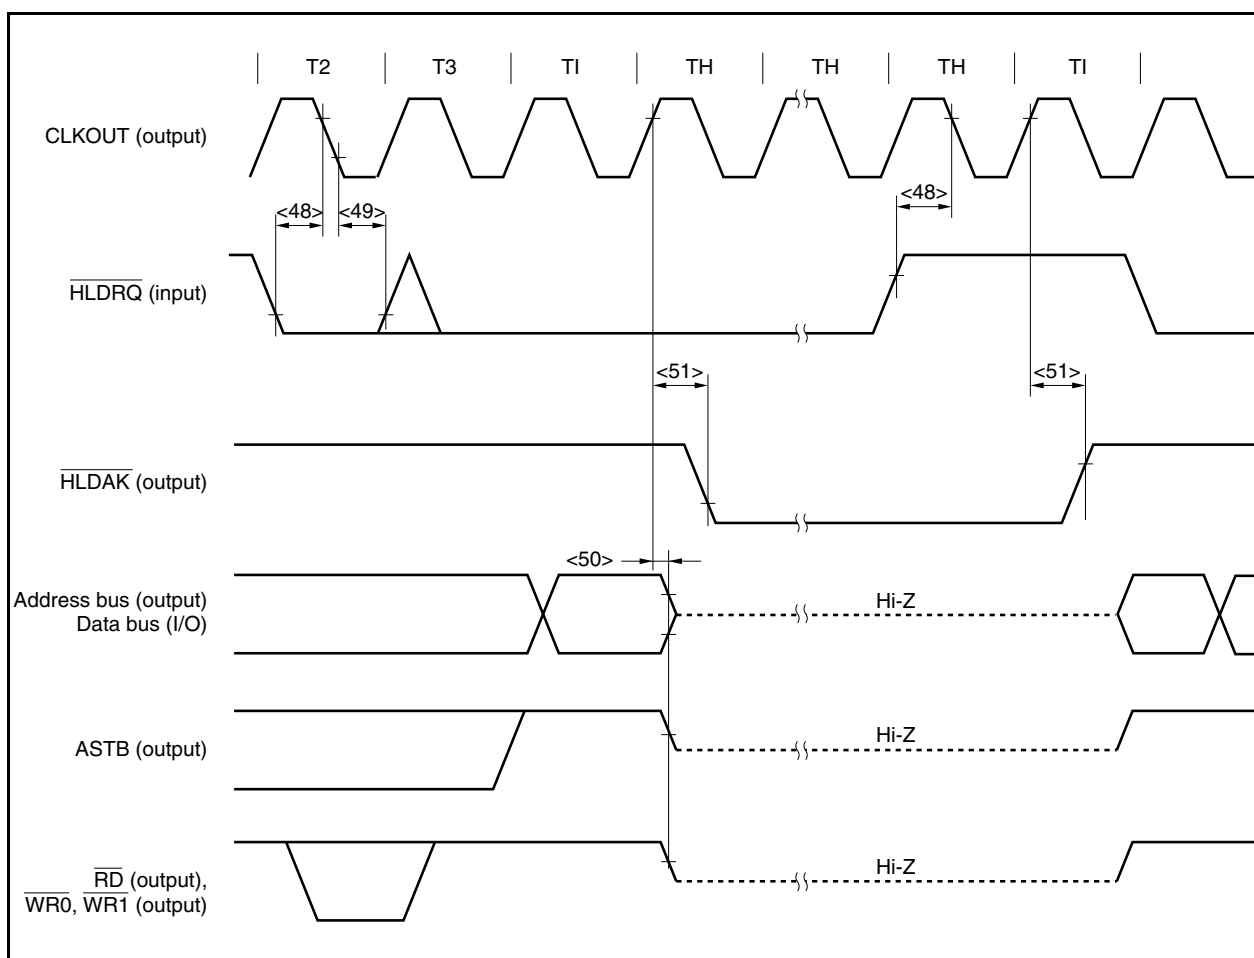 T2 T3 TI TH TH TH TI
CLKOUT (output)
<48> <49> <48>
HLDRQ (input)
<51> <51>
HLDAK (output)
<50>
Address bus (output)
Data bus (I/O)
Hi-Z
ASTB (output)
Hi-Z
RD (output),
WR0, WR1 (output)
Hi-Z